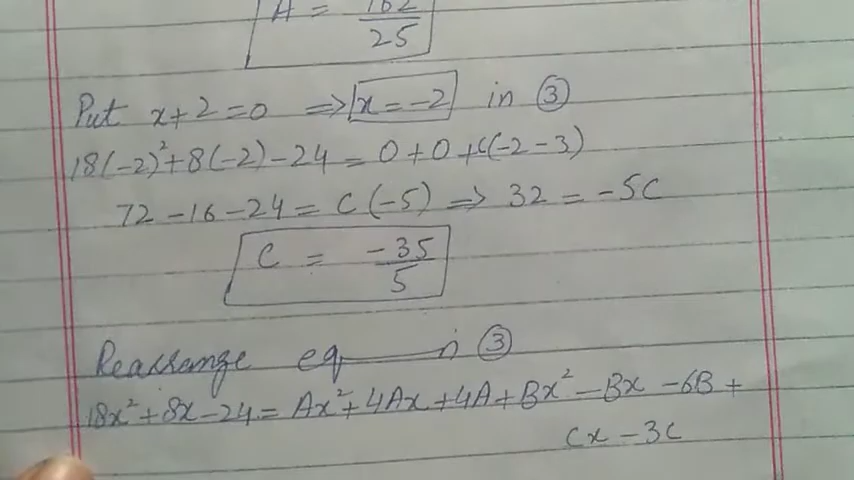 A = 162/25
Put x+2=0 ⇒ x=-2 in ③
18(-2)²+8(-2)-24 = 0+0+C(-2-3)
72-16-24 = C(-5) ⇒ 32 = -5C
C = -35/5
Rearrange eq n ③
18x²+8x-24 = Ax²+4Ax+4A+Bx²-Bx-6B+
Cx-3C